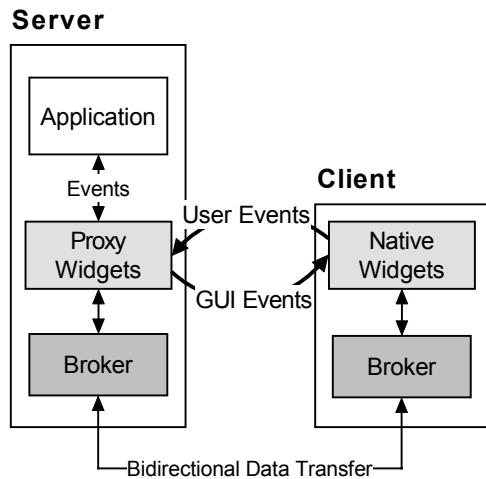 Server
Application
Events
Client
User Events
Proxy
Widgets
Native
Widgets
GUI Events
Broker
Broker
Bidirectional Data Transfer